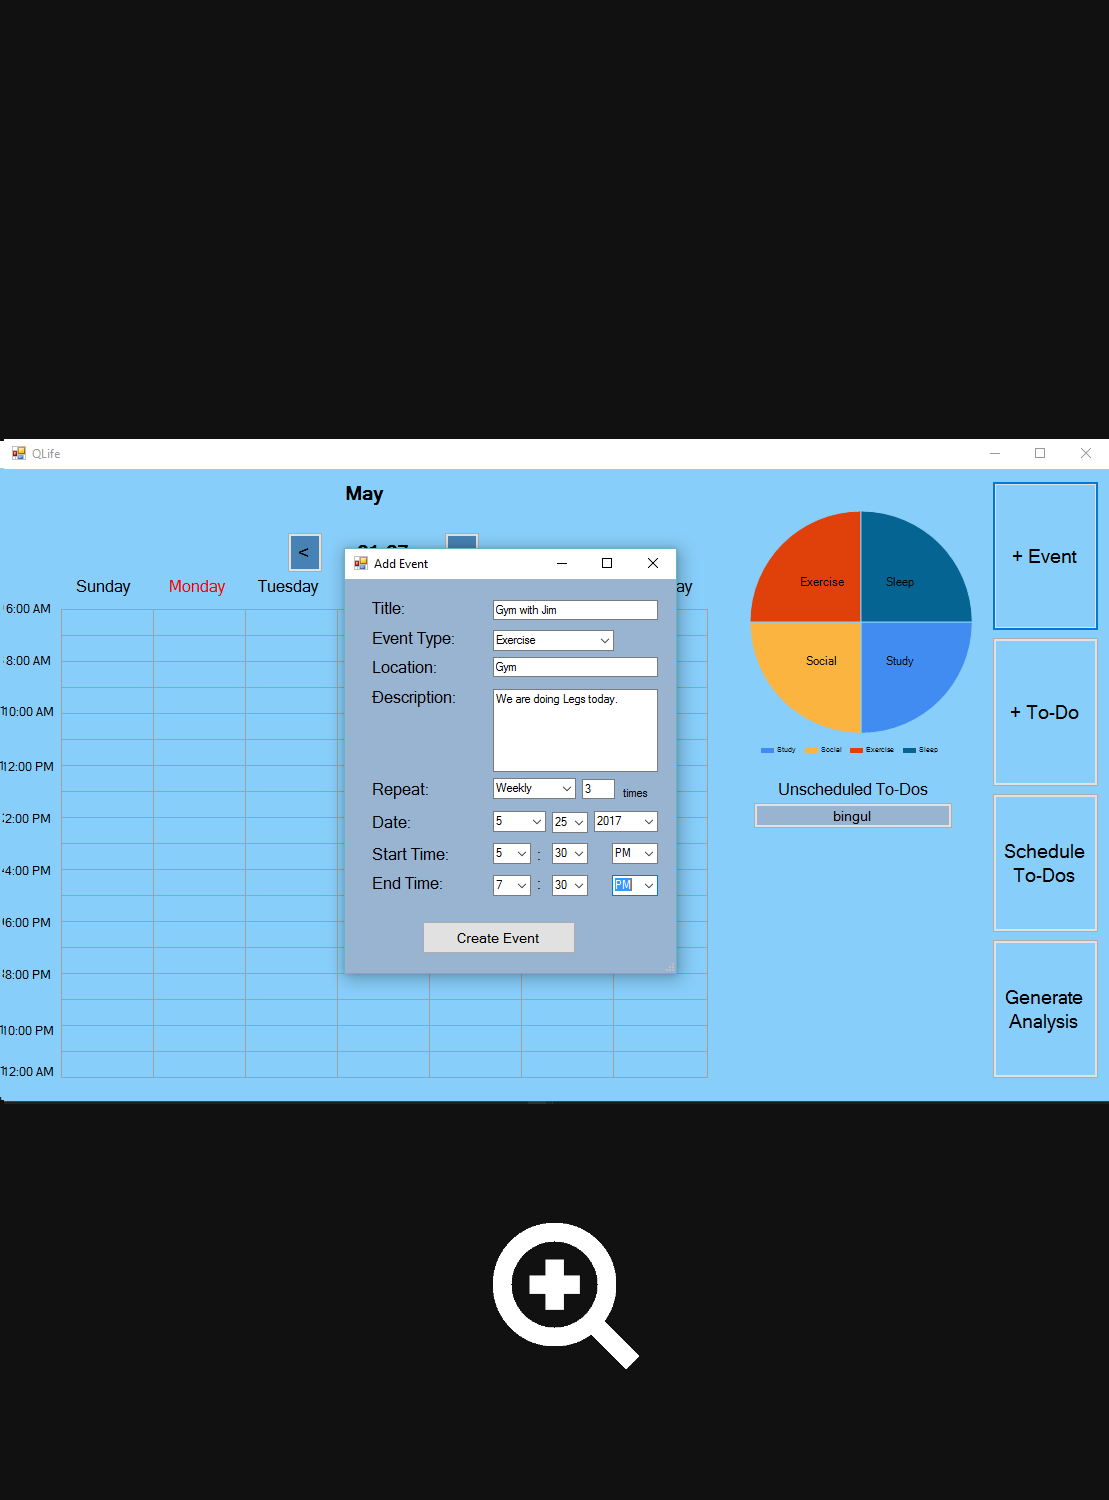 QLife
May
<
Sunday
Monday
Tuesday
6:00 AM
8:00 AM
10:00 AM
12:00 PM
2:00 PM
4:00 PM
6:00 PM
8:00 PM
10:00 PM
12:00 AM
Add Event
Title: Gym with Jim
Event Type: Exercise
Location: Gym
Description: We are doing Legs today.
Repeat: Weekly 3 times
Date: 5 25 2017
Start Time: 5 : 30 PM
End Time: 7 : 30 PM
Create Event
Exercise Sleep
Social Study
Study Social Exercise Sleep
Unscheduled To-Dos
bingul
+ Event
+ To-Do
Schedule
To-Dos
Generate
Analysis